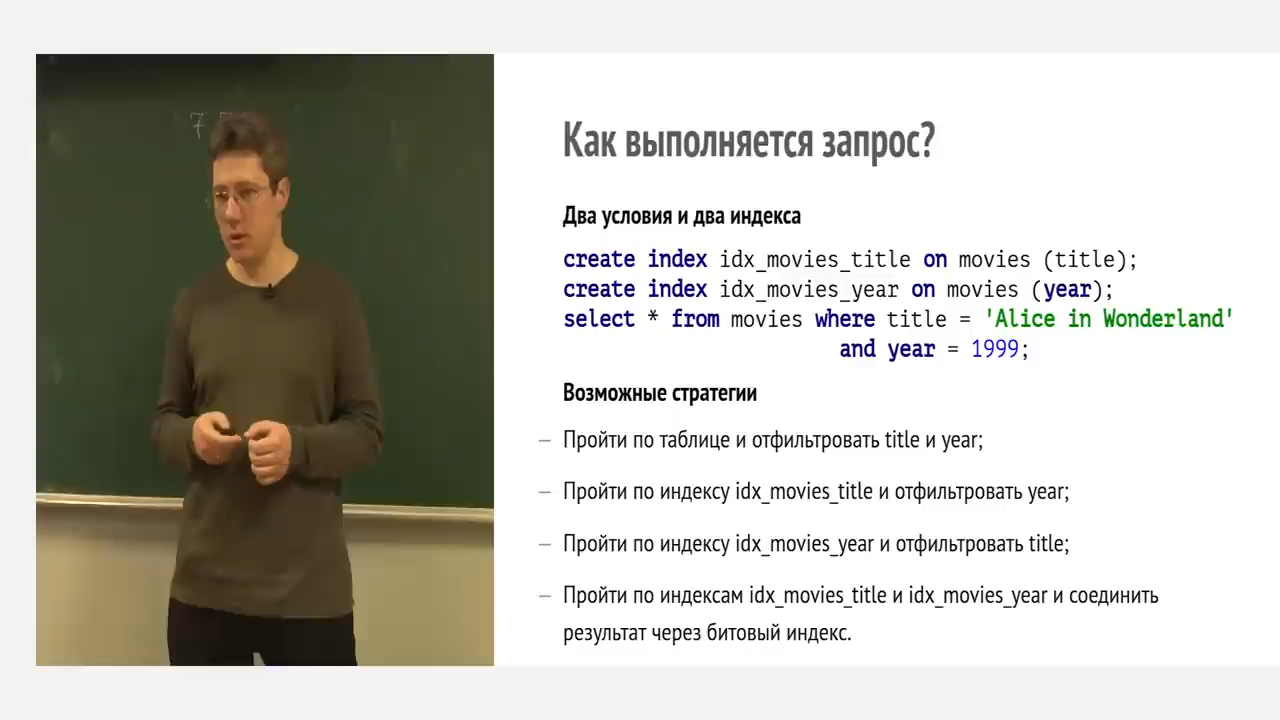 Как выполняется запрос?
Два условия и два индекса
create index idx_movies_title on movies (title);
create index idx_movies_year on movies (year);
select * from movies where title = 'Alice in Wonderland'
and year = 1999;
Возможные стратегии
– Пройти по таблице и отфильтровать title и year;
– Пройти по индексу idx_movies_title и отфильтровать year;
– Пройти по индексу idx_movies_year и отфильтровать title;
– Пройти по индексам idx_movies_title и idx_movies_year и соединить
результат через битовый индекс.